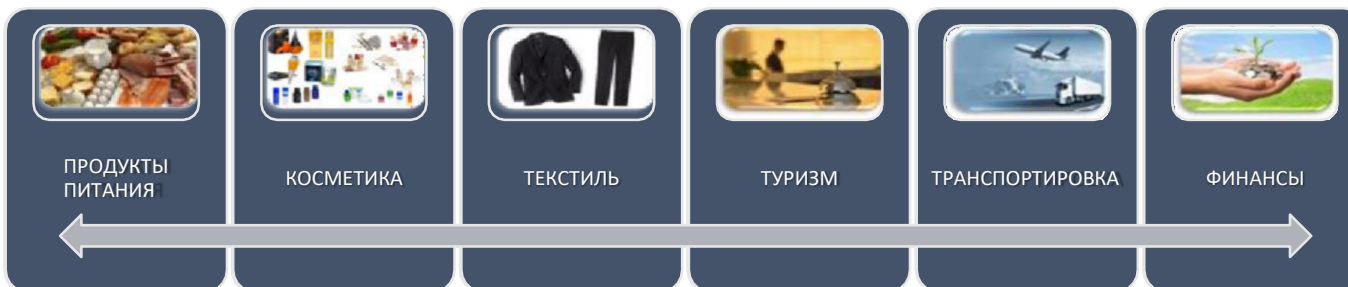 ПРОДУКТЫ
ПИТАНИЯ
КОСМЕТИКА
ТЕКСТИЛЬ
ТУРИЗМ
ТРАНСПОРТИРОВКА
ФИНАНСЫ